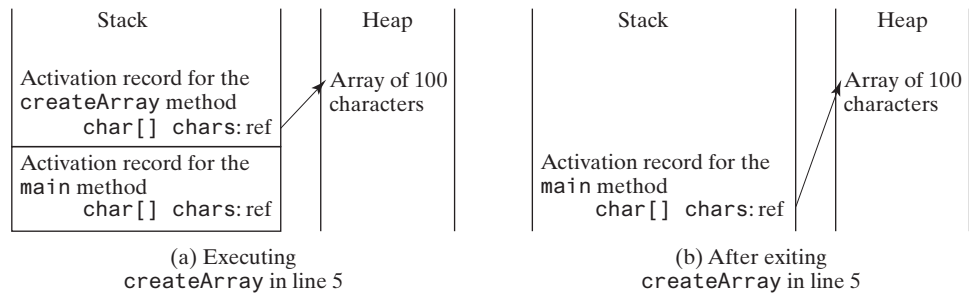 Stack
Heap
Activation record for the
createArray method
char[] chars: ref
Array of 100
characters
Activation record for the
main method
char[] chars: ref
(a) Executing
createArray in line 5
Stack
Heap
Array of 100
characters
Activation record for the
main method
char[] chars: ref
(b) After exiting
createArray in line 5